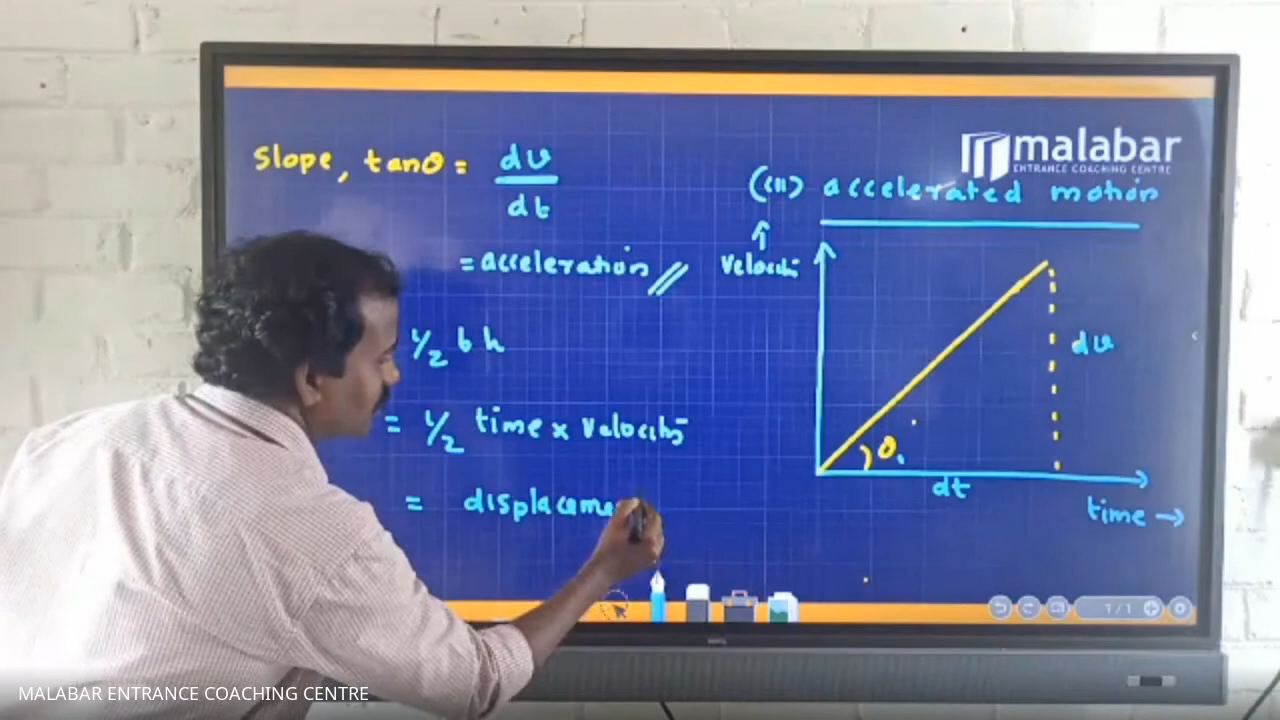 Slope, tanθ = dv
dt
= acceleration
½ b h
= ½ time x velocity
= displaceme
malabar
ENTRANCE COACHING CENTRE
(ii) accelerated motion
velocity
dv
θ
dt
time →
1/1
MALABAR ENTRANCE COACHING CENTRE